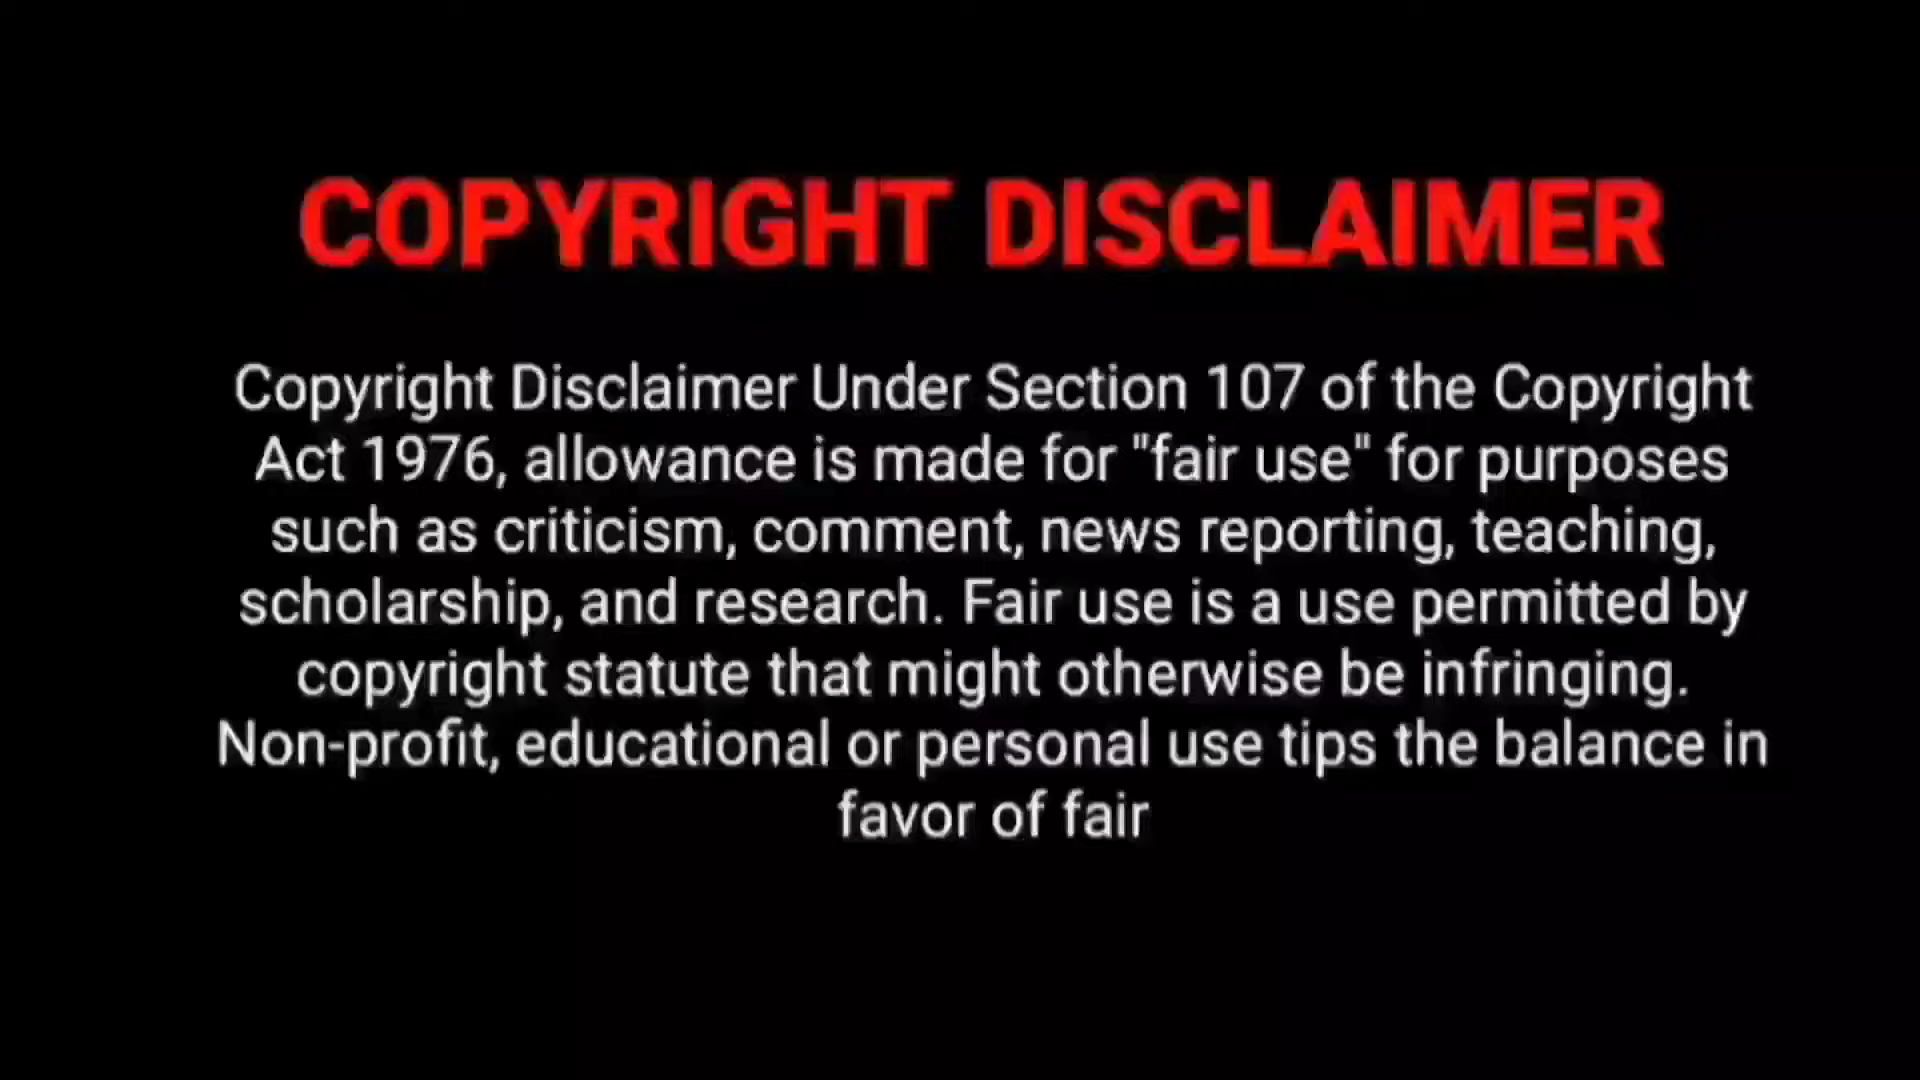 COPYRIGHT DISCLAIMER
Copyright Disclaimer Under Section 107 of the Copyright
Act 1976, allowance is made for "fair use" for purposes
such as criticism, comment, news reporting, teaching,
scholarship, and research. Fair use is a use permitted by
copyright statute that might otherwise be infringing.
Non-profit, educational or personal use tips the balance in
favor of fair